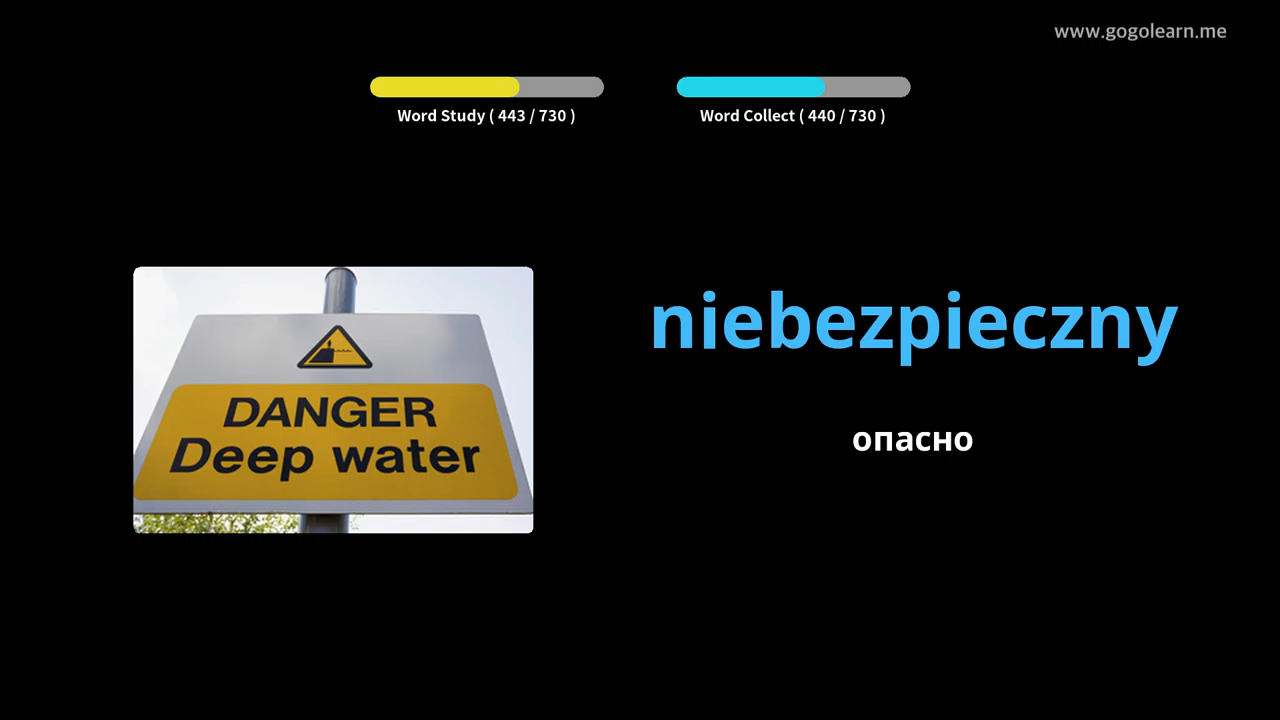 www.gogolearn.me
Word Study ( 443 / 730 )
Word Collect ( 440 / 730 )
DANGER
Deep water
niebezpieczny
опасно